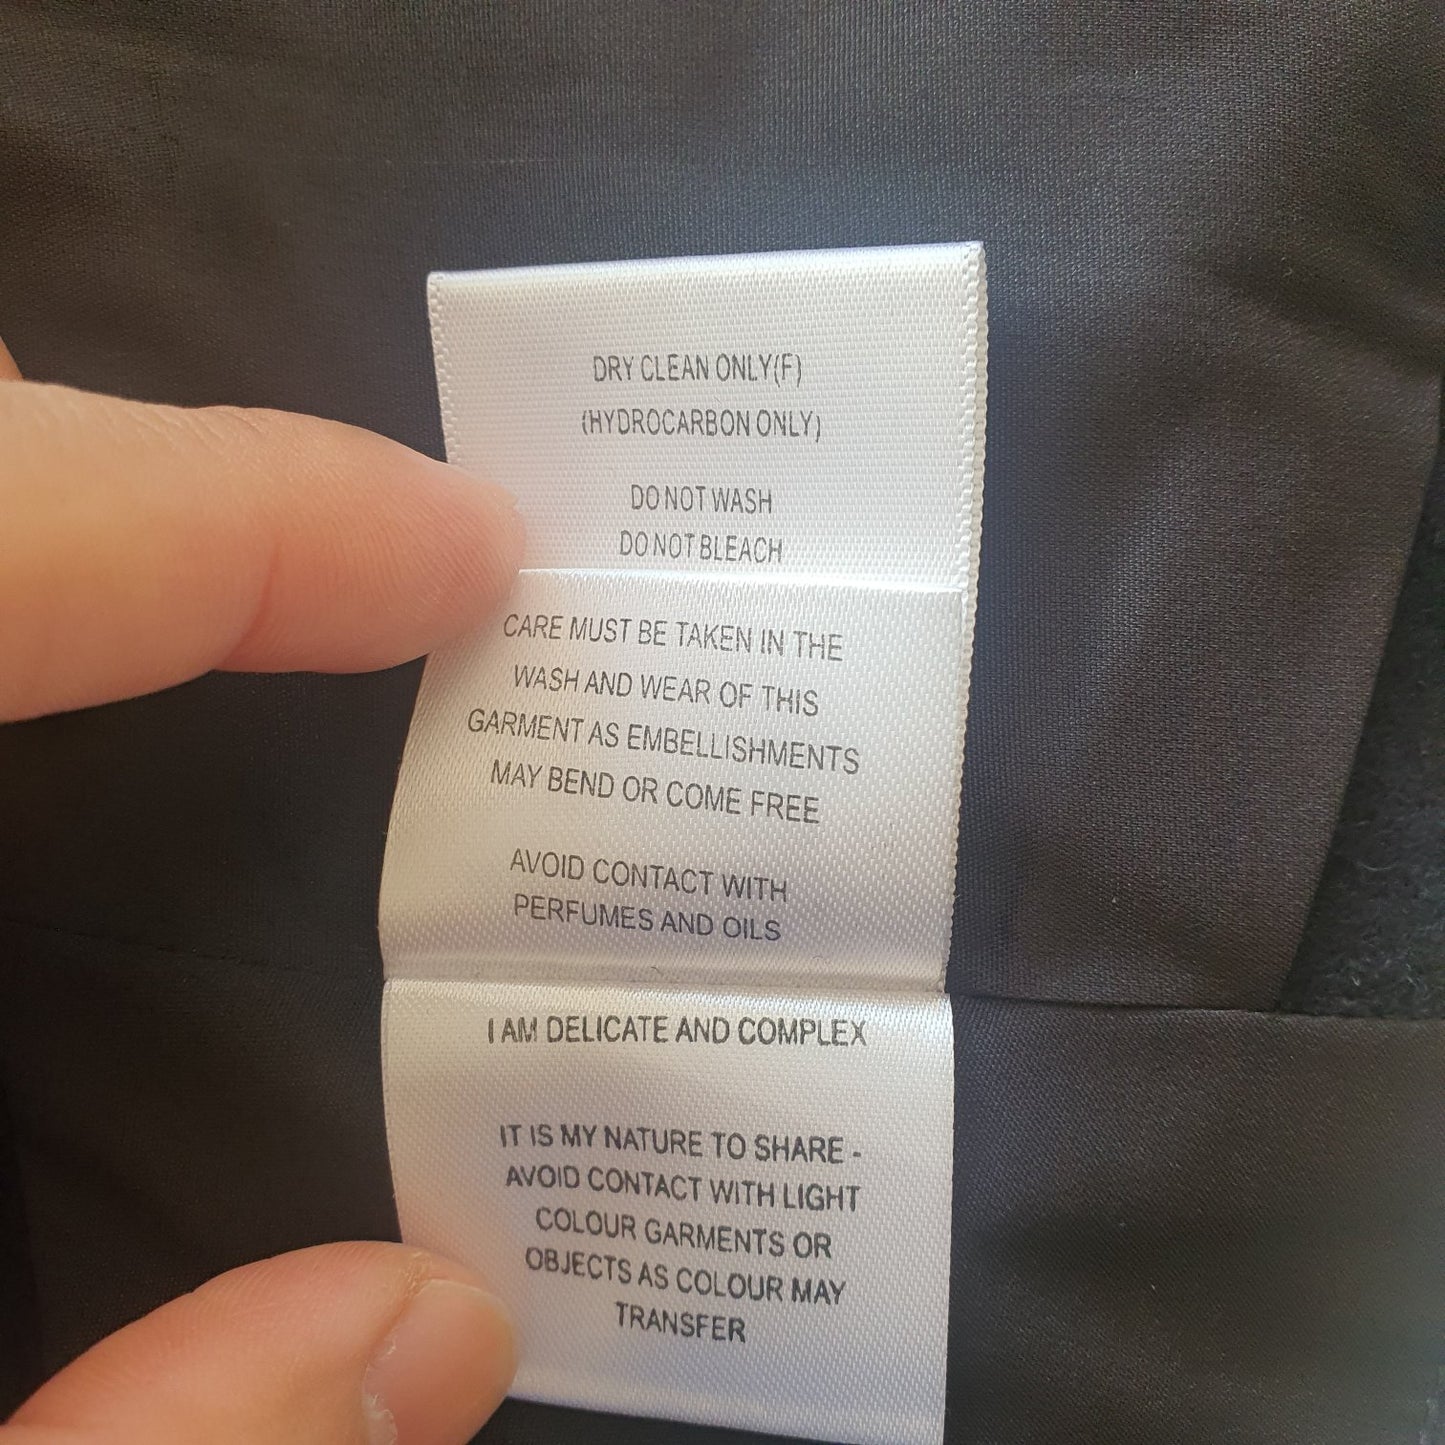 DRY CLEAN ONLY(F)
(HYDROCARBON ONLY)
DO NOT WASH
DO NOT BLEACH
CARE MUST BE TAKEN IN THE
WASH AND WEAR OF THIS
GARMENT AS EMBELLISHMENTS
MAY BEND OR COME FREE
AVOID CONTACT WITH
PERFUMES AND OILS
I AM DELICATE AND COMPLEX
IT IS MY NATURE TO SHARE -
AVOID CONTACT WITH LIGHT
COLOUR GARMENTS OR
OBJECTS AS COLOUR MAY
TRANSFER